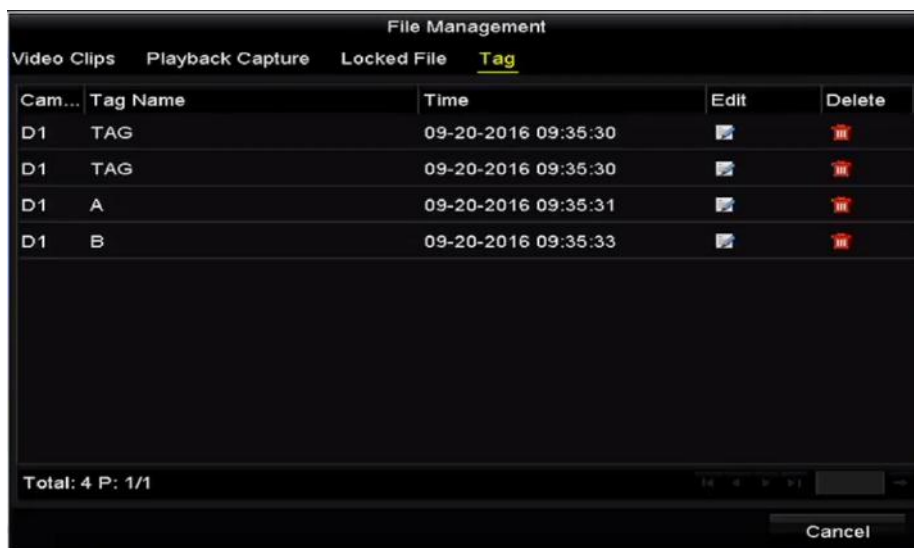 File Management
Video Clips Playback Capture Locked File Tag
Cam... Tag Name Time Edit Delete
D1 TAG 09-20-2016 09:35:30
D1 TAG 09-20-2016 09:35:30
D1 A 09-20-2016 09:35:31
D1 B 09-20-2016 09:35:33
Total: 4 P: 1/1
Cancel